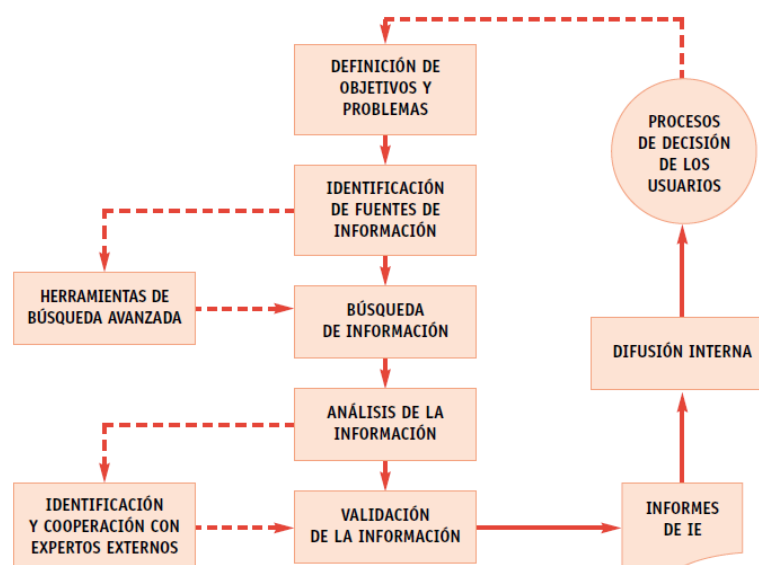 DEFINICIÓN DE
OBJETIVOS Y
PROBLEMAS
PROCESOS
DE DECISIÓN
DE LOS
USUARIOS
IDENTIFICACIÓN
DE FUENTES DE
INFORMACIÓN
HERRAMIENTAS DE
BÚSQUEDA AVANZADA
BÚSQUEDA
DE INFORMACIÓN
DIFUSIÓN INTERNA
ANÁLISIS DE LA
INFORMACIÓN
IDENTIFICACIÓN
Y COOPERACIÓN CON
EXPERTOS EXTERNOS
VALIDACIÓN
DE LA INFORMACIÓN
INFORMES
DE IE